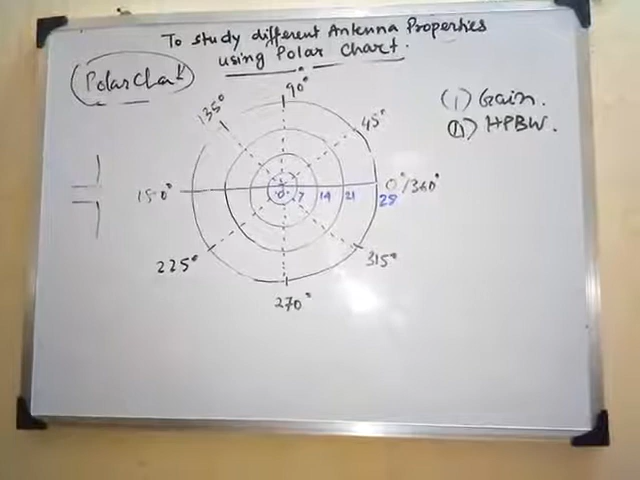 To study different Antenna Properties
using Polar Chart.
Polar Chart
90°
135°
45°
(i) Gain.
(ii) HPBW.
180°
0 7 14 21 28
0°/360°
225°
315°
270°